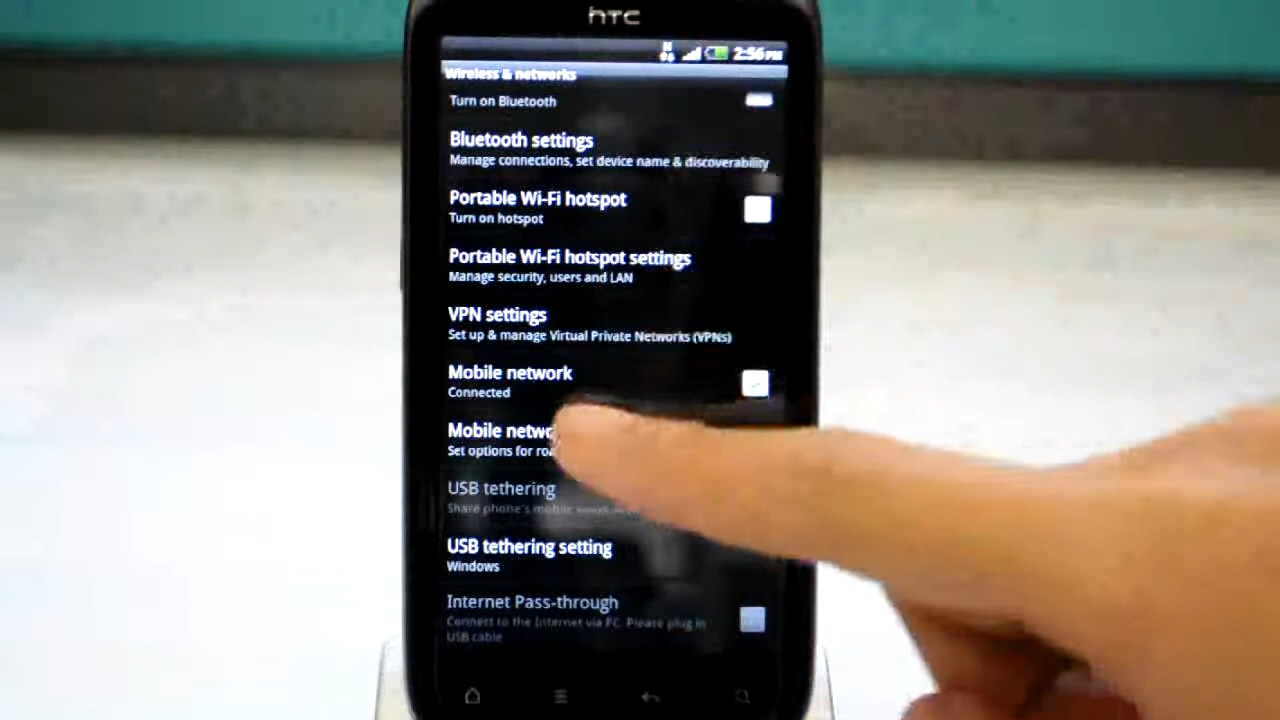 hTC
2:56 PM
Wireless & networks
Turn on Bluetooth
Bluetooth settings
Manage connections, set device name & discoverability
Portable Wi-Fi hotspot
Turn on hotspot
Portable Wi-Fi hotspot settings
Manage security, users and LAN
VPN settings
Set up & manage Virtual Private Networks (VPNs)
Mobile network
Connected
Mobile netw
Set options for
USB tethering
Share phone's mobile
USB tethering setting
Windows
Internet Pass-through
Connect to the Internet via PC. Please plug in
USB cable